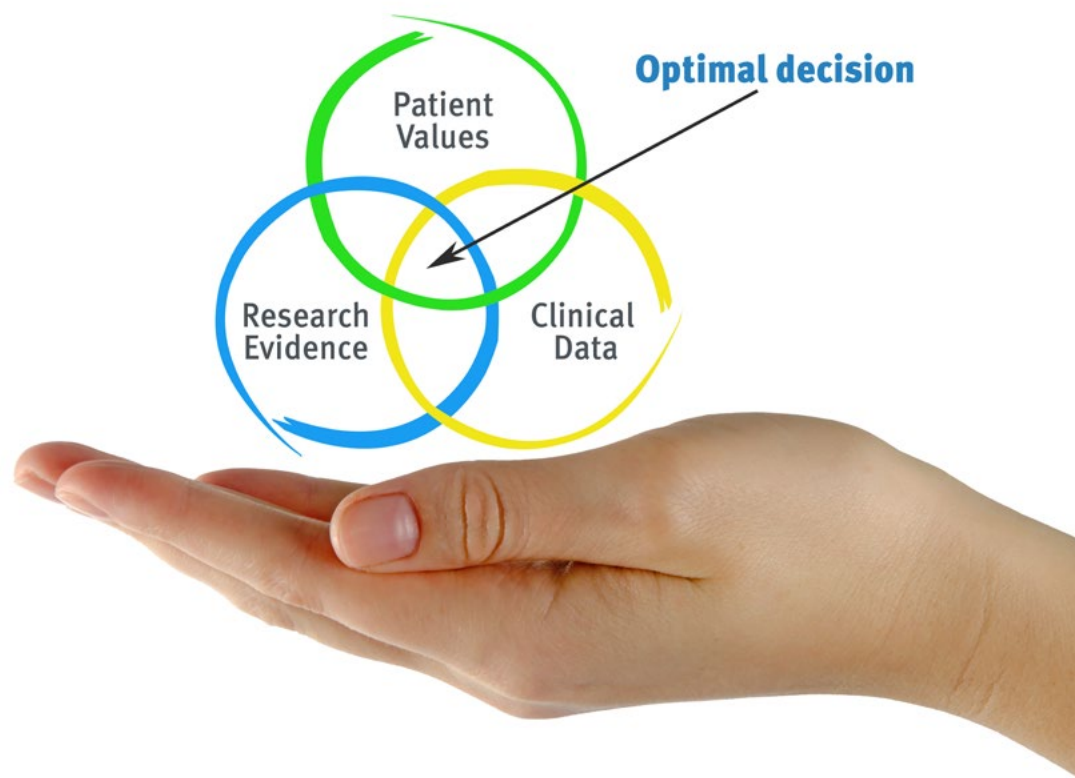 Optimal decision
Patient
Values
Research
Evidence
Clinical
Data